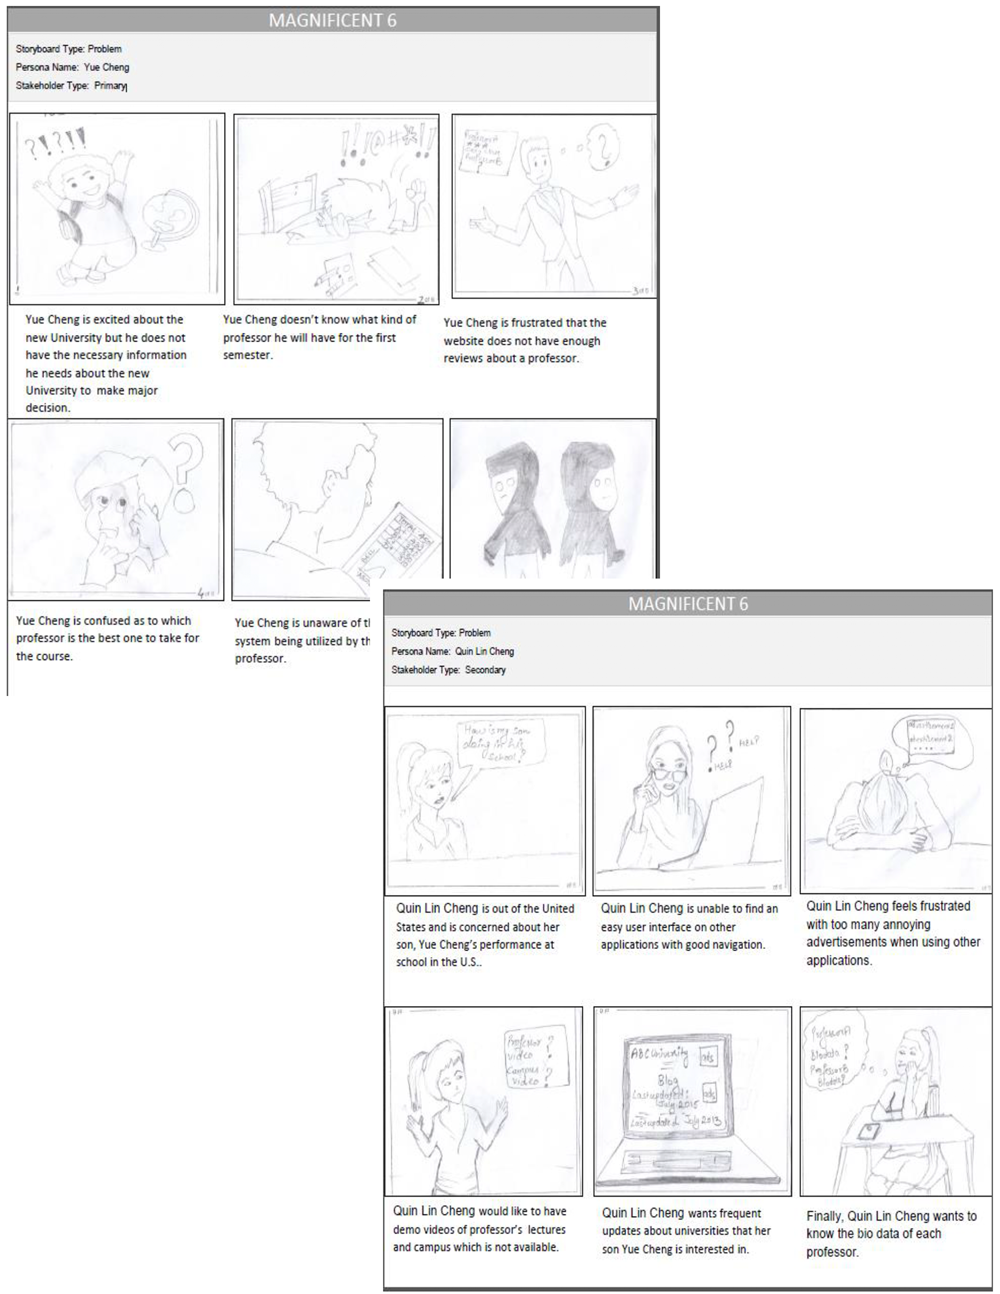 MAGNIFICENT 6
Storyboard Type: Problem
Persona Name: Yue Cheng
Stakeholder Type: Primary
?!?!!
!!@#*!!
2 of 11
?
3 of 11
Yue Cheng is excited about the
new University but he does not
have the necessary information
he needs about the new
University to make major
decision.
Yue Cheng doesn't know what kind of
professor he will have for the first
semester.
Yue Cheng is frustrated that the
website does not have enough
reviews about a professor.
?
Yue Cheng is confused as to which
professor is the best one to take for
the course.
Yue Cheng is unaware of
system being utilized by the
professor.
MAGNIFICENT 6
Storyboard Type: Problem
Persona Name: Quin Lin Cheng
Stakeholder Type: Secondary
How is my son
doing in his
school?
? ? HELP
HELP
Quin Lin Cheng is out of the United
States and is concerned about her
son, Yue Cheng's performance at
school in the U.S..
Quin Lin Cheng is unable to find an
easy user interface on other
applications with good navigation.
Quin Lin Cheng feels frustrated
with too many annoying
advertisements when using other
applications.
Professor ?
video
Campus ?
video
ABC University ads
Blog
Last updated: ads
July 2015
Last updated July 2013
Professor A
Biodata ?
Professor B
Biodata?
Quin Lin Cheng would like to have
demo videos of professor's lectures
and campus which is not available.
Quin Lin Cheng wants frequent
updates about universities that her
son Yue Cheng is interested in.
Finally, Quin Lin Cheng wants to
know the bio data of each
professor.